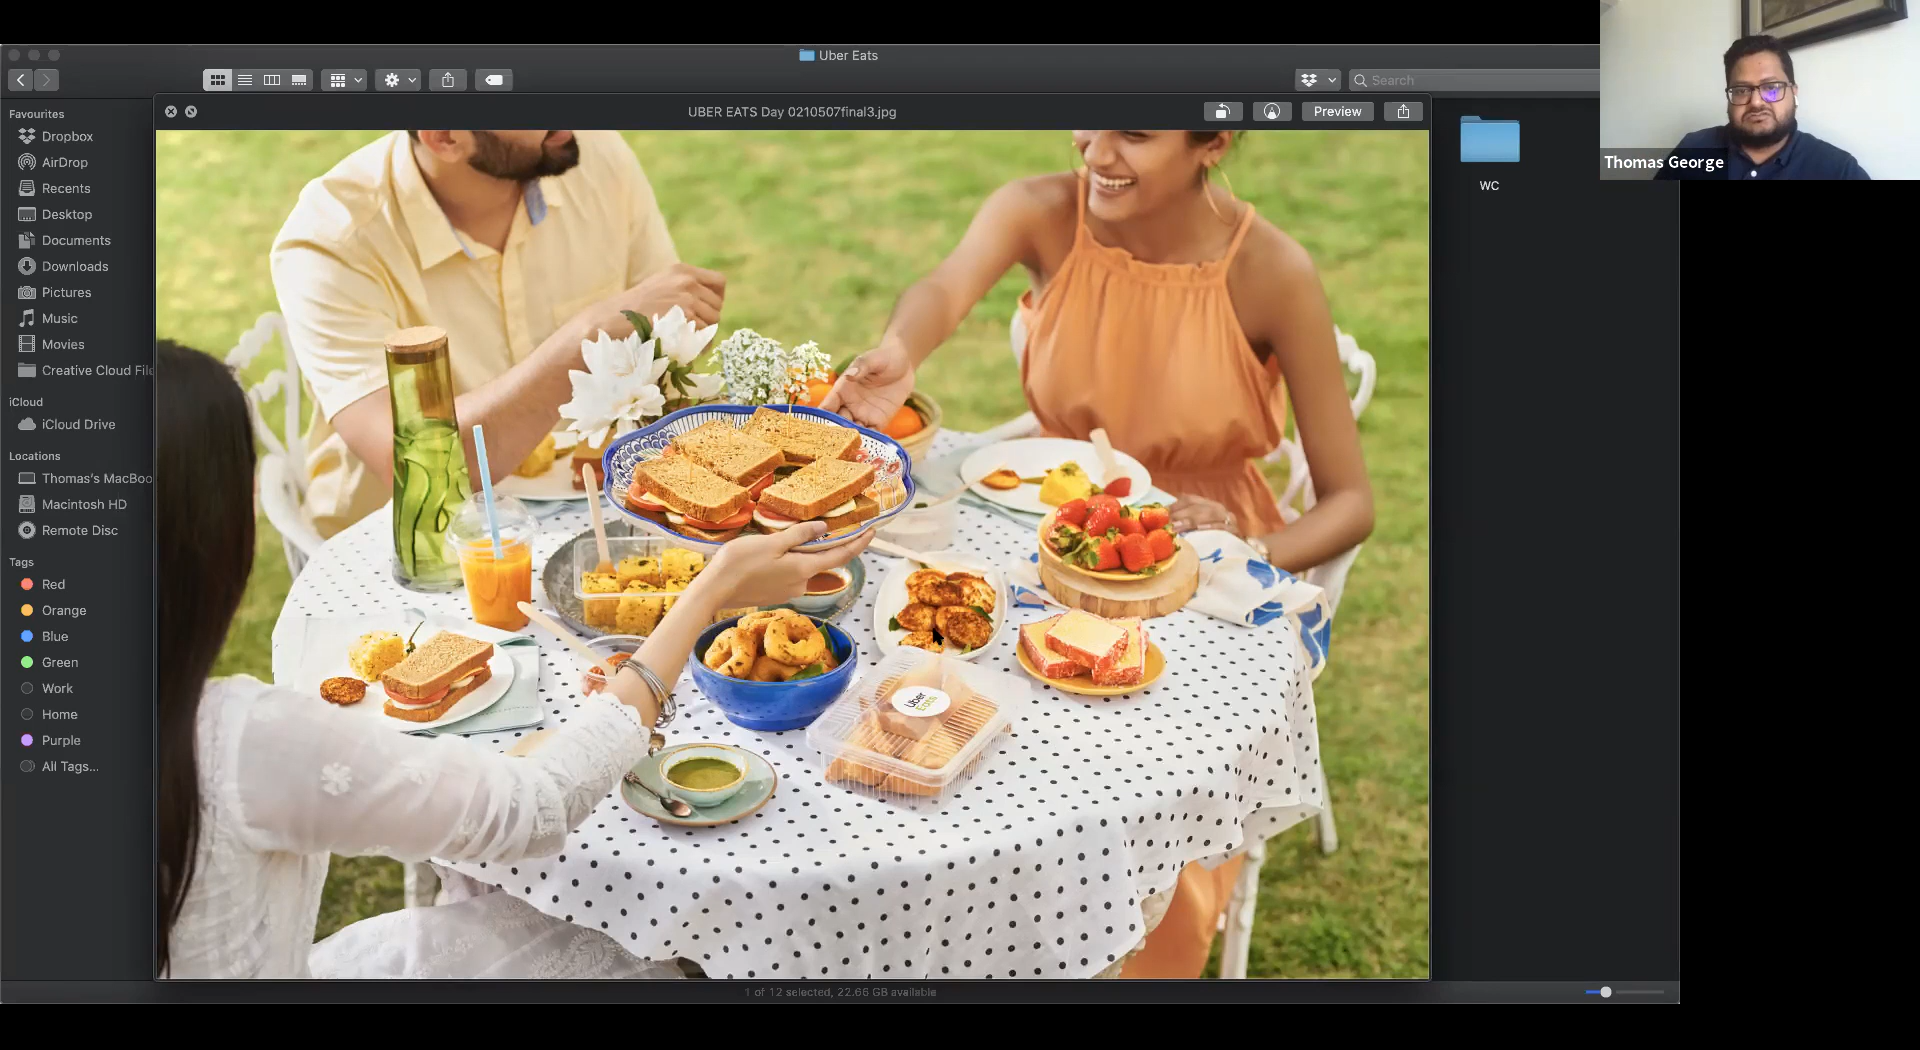 Uber Eats
Search
UBER EATS Day 0210507final3.jpg
Preview
Favourites
Dropbox
AirDrop
Recents
Desktop
Documents
Downloads
Pictures
Music
Movies
Creative Cloud File
iCloud
iCloud Drive
Locations
Thomas's MacBoo
Macintosh HD
Remote Disc
Tags
Red
Orange
Blue
Green
Work
Home
Purple
All Tags...
WC
Thomas George
Uber
Eats
1 of 12 selected, 22.66 GB available